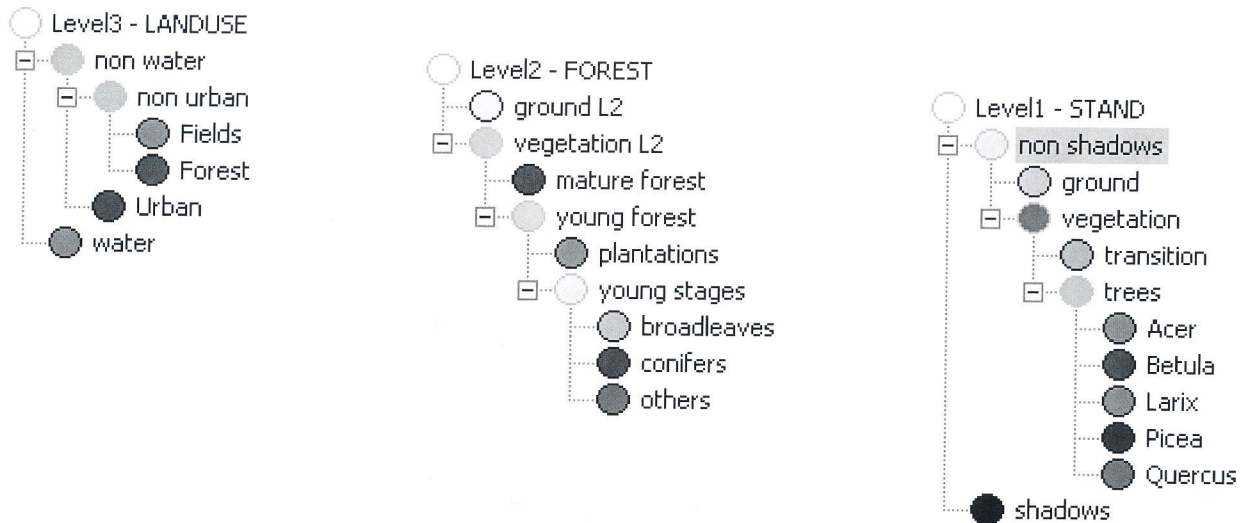 Level3 - LANDUSE
non water
non urban
Fields
Forest
Urban
water
Level2 - FOREST
ground L2
vegetation L2
mature forest
young forest
plantations
young stages
broadleaves
conifers
others
Level1 - STAND
non shadows
ground
vegetation
transition
trees
Acer
Betula
Larix
Picea
Quercus
shadows